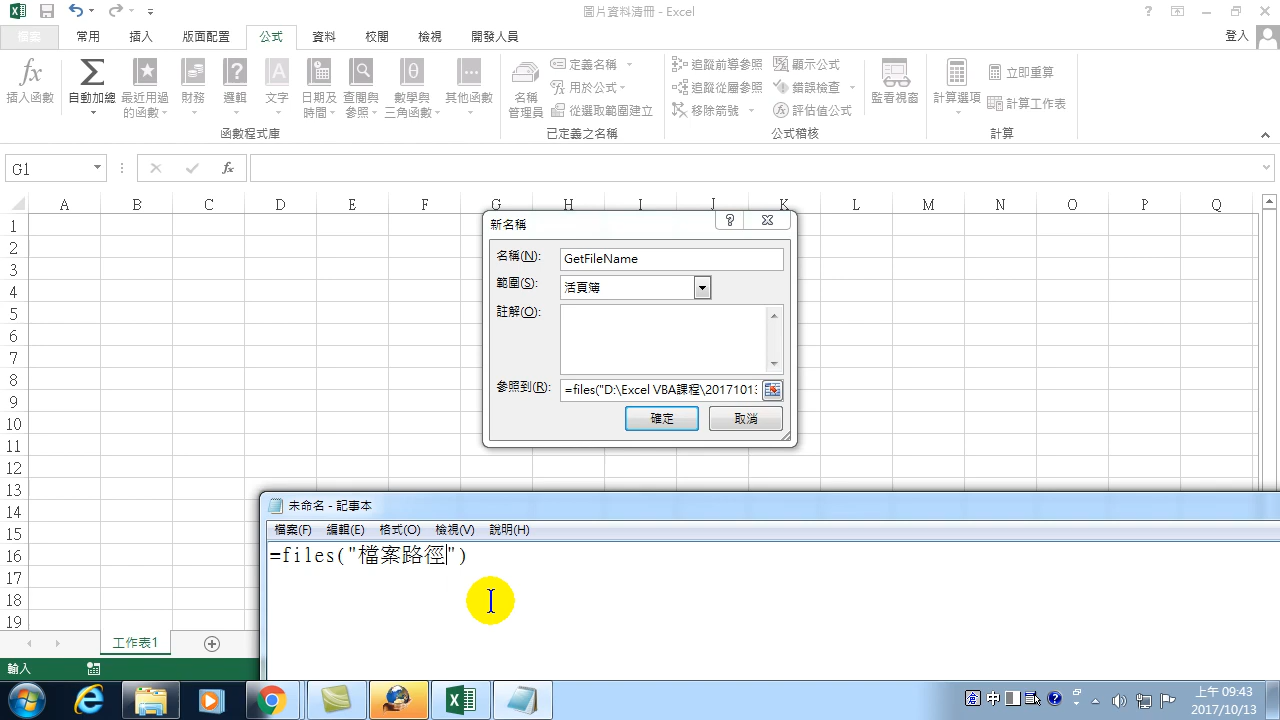 圖片資料清冊 - Excel
檔案 常用 插入 版面配置 公式 資料 校閱 檢視 開發人員 登入
插入函數 自動加總 最近用過的函數 財務 邏輯 文字 日期及時間 查閱與參照 數學與三角函數 其他函數
函數程式庫
名稱管理員 定義名稱 用於公式 從選取範圍建立
已定義之名稱
追蹤前導參照 追蹤從屬參照 移除箭號 顯示公式 錯誤檢查 評估值公式
公式稽核
監看視窗
計算選項 立即重算 計算工作表
計算
G1 fx
A B C D E F G H I J K L M N O P Q
1
2
3
4
5
6
7
8
9
10
11
12
13
14
15
16
17
18
19
新名稱
名稱(N): GetFileName
範圍(S): 活頁簿
註解(O):
參照到(R): =files("D:\Excel VBA課程\2017101
確定 取消
未命名 - 記事本
檔案(F) 編輯(E) 格式(O) 檢視(V) 說明(H)
=files("檔案路徑")
工作表1
輸入
中
上午 09:43
2017/10/13